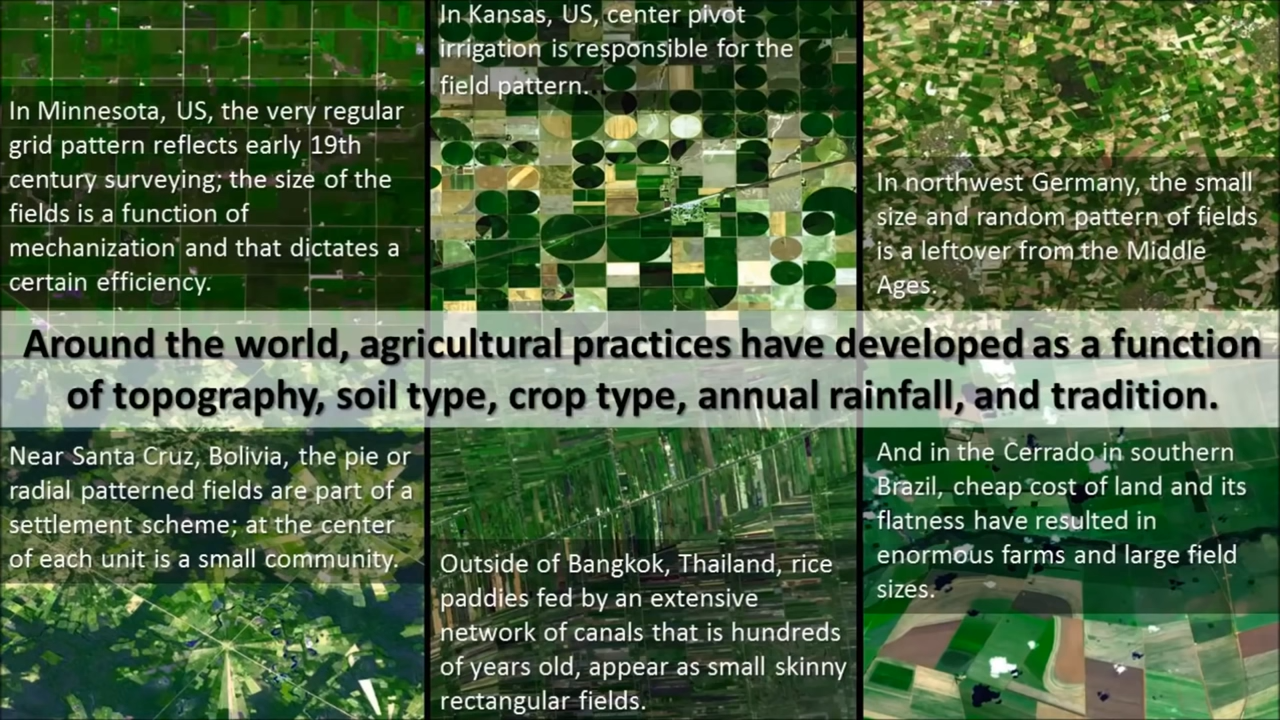 In Minnesota, US, the very regular
grid pattern reflects early 19th
century surveying; the size of the
fields is a function of
mechanization and that dictates a
certain efficiency.
In Kansas, US, center pivot
irrigation is responsible for the
field pattern.
In northwest Germany, the small
size and random pattern of fields
is a leftover from the Middle
Ages.
Around the world, agricultural practices have developed as a function
of topography, soil type, crop type, annual rainfall, and tradition.
Near Santa Cruz, Bolivia, the pie or
radial patterned fields are part of a
settlement scheme; at the center
of each unit is a small community.
Outside of Bangkok, Thailand, rice
paddies fed by an extensive
network of canals that is hundreds
of years old, appear as small skinny
rectangular fields.
And in the Cerrado in southern
Brazil, cheap cost of land and its
flatness have resulted in
enormous farms and large field
sizes.